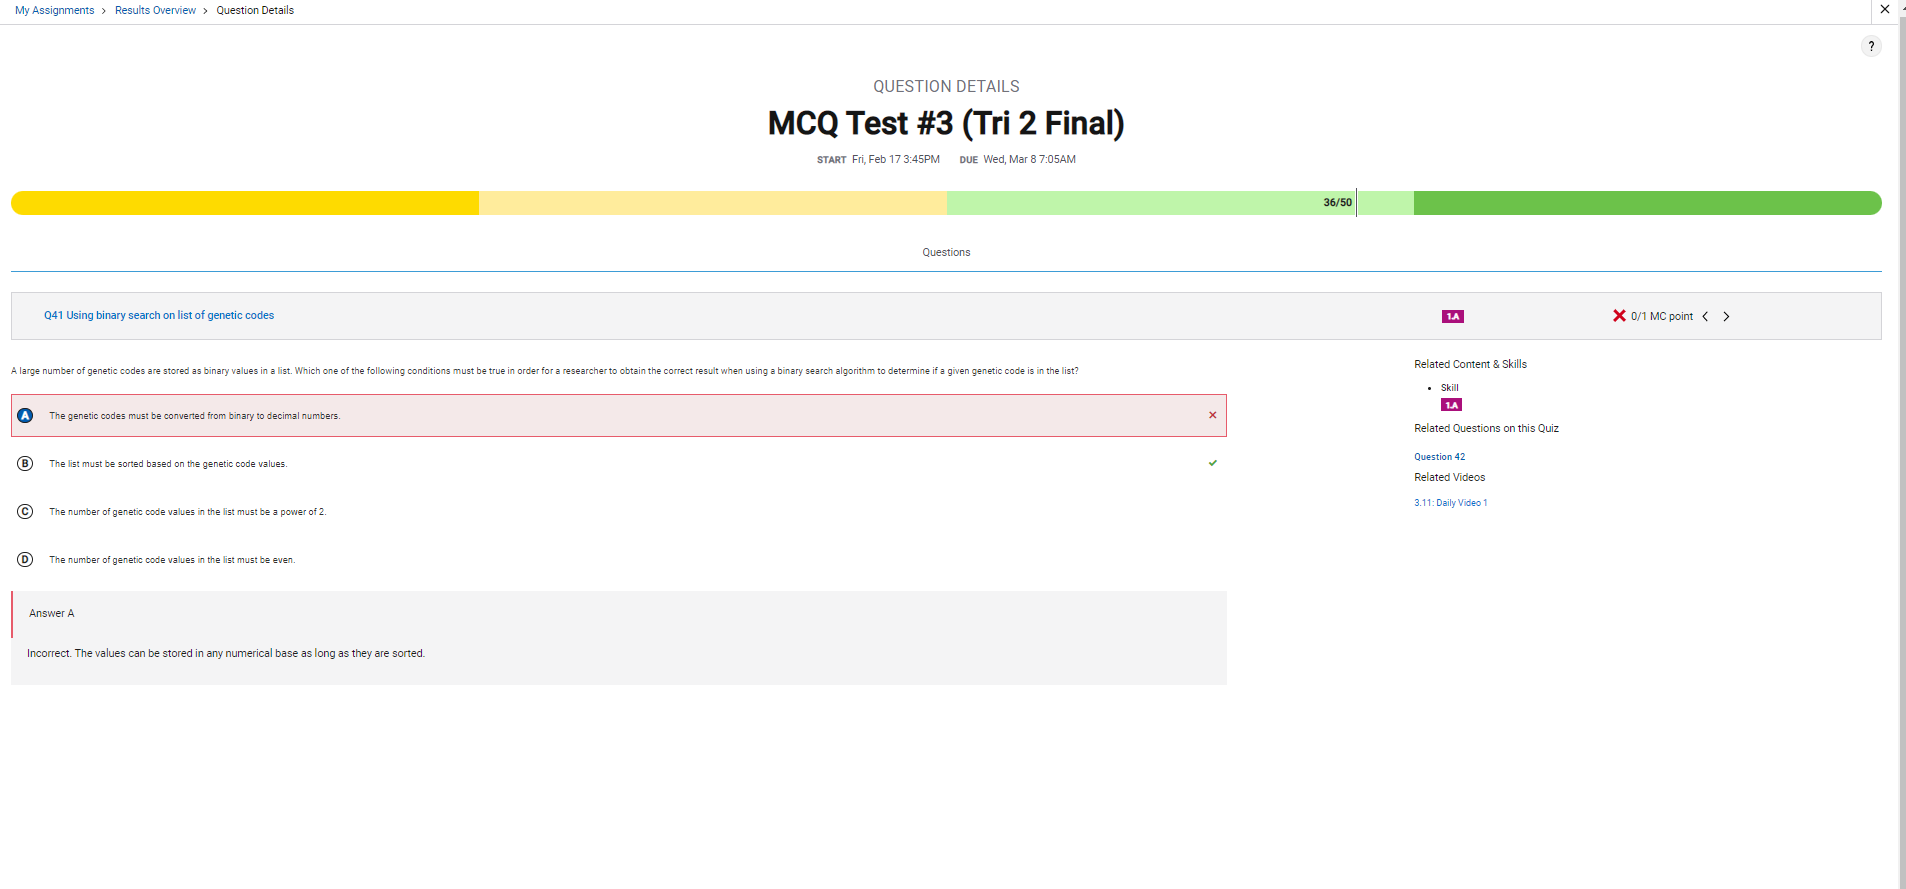 My Assignments > Results Overview > Question Details
?
QUESTION DETAILS
MCQ Test #3 (Tri 2 Final)
START Fri, Feb 17 3:45PM DUE Wed, Mar 8 7:05AM
36/50
Questions
Q41 Using binary search on list of genetic codes
1.A
0/1 MC point < >
A large number of genetic codes are stored as binary values in a list. Which one of the following conditions must be true in order for a researcher to obtain the correct result when using a binary search algorithm to determine if a given genetic code is in the list?
A The genetic codes must be converted from binary to decimal numbers.
B The list must be sorted based on the genetic code values.
C The number of genetic code values in the list must be a power of 2.
D The number of genetic code values in the list must be even.
Answer A
Incorrect. The values can be stored in any numerical base as long as they are sorted.
Related Content & Skills
• Skill
1.A
Related Questions on this Quiz
Question 42
Related Videos
3.11: Daily Video 1